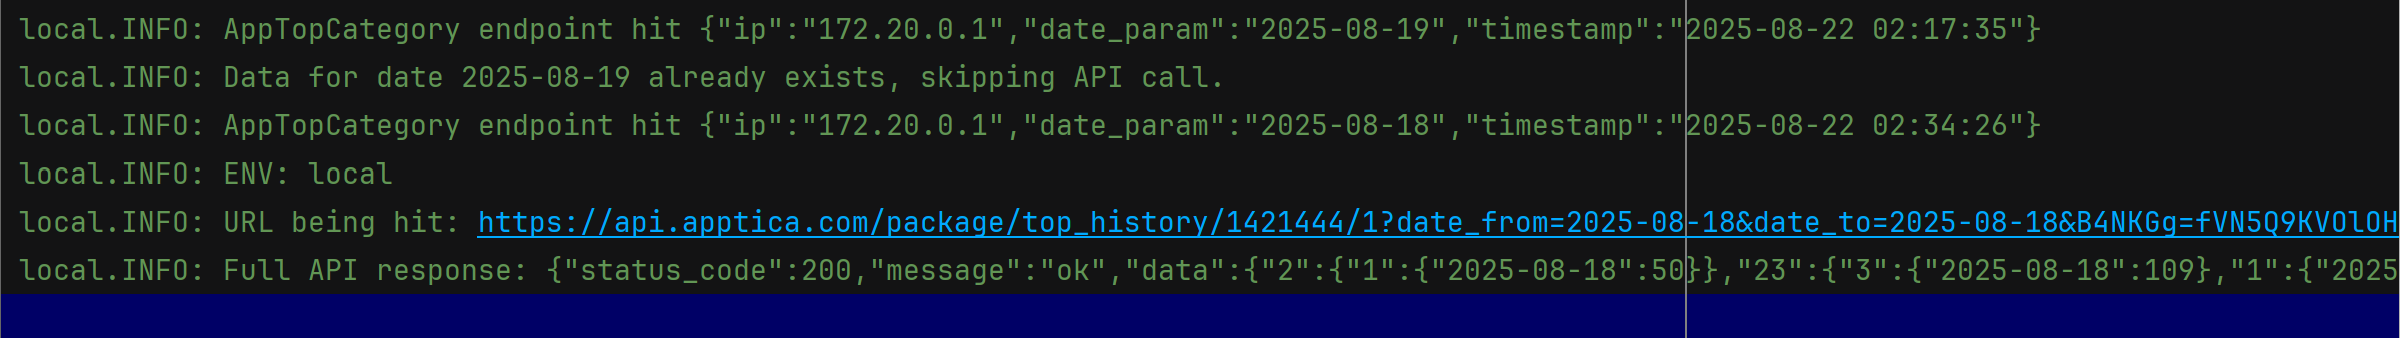 local.INFO: AppTopCategory endpoint hit {"ip":"172.20.0.1","date_param":"2025-08-19","timestamp":"2025-08-22 02:17:35"}
local.INFO: Data for date 2025-08-19 already exists, skipping API call.
local.INFO: AppTopCategory endpoint hit {"ip":"172.20.0.1","date_param":"2025-08-18","timestamp":"2025-08-22 02:34:26"}
local.INFO: ENV: local
local.INFO: URL being hit: https://api.apptica.com/package/top_history/1421444/1?date_from=2025-08-18&date_to=2025-08-18&B4NKGg=fVN5Q9KVOlOH
local.INFO: Full API response: {"status_code":200,"message":"ok","data":{"2":{"1":{"2025-08-18":50}},"23":{"3":{"2025-08-18":109},"1":{"2025